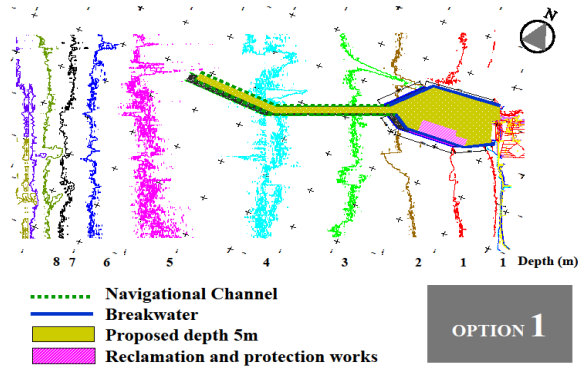 N
8 7 6 5 4 3 2 1 1 Depth (m)
Navigational Channel
Breakwater
Proposed depth 5m
Reclamation and protection works
OPTION 1